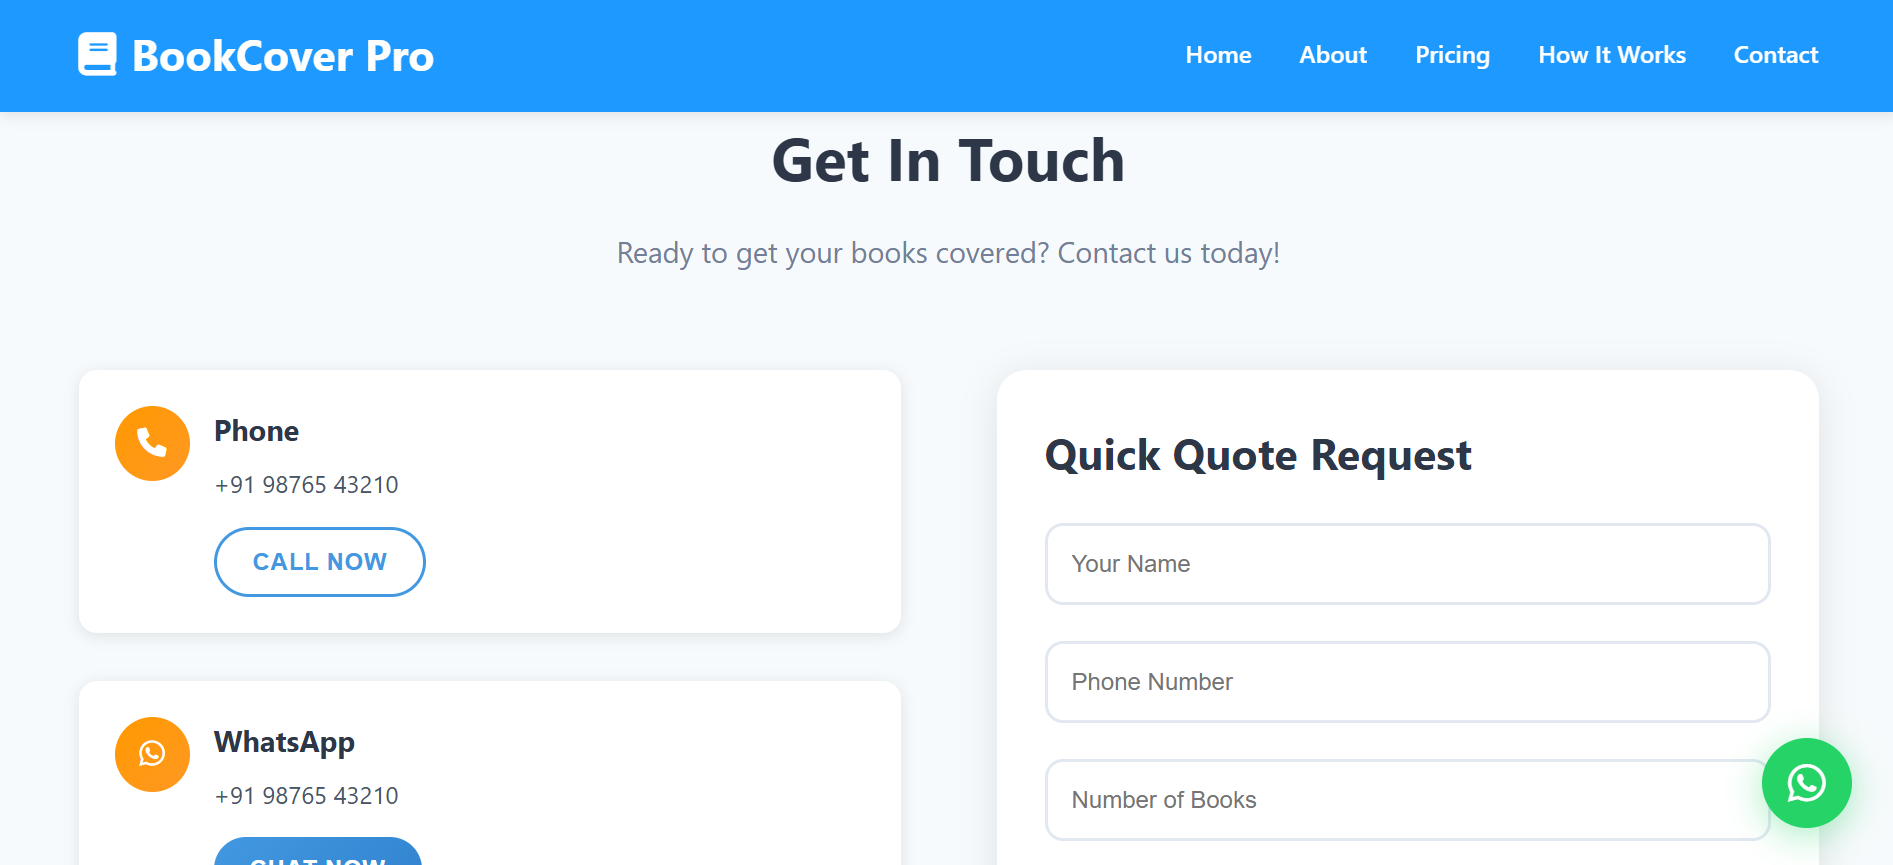 BookCover Pro
Home About Pricing How It Works Contact
Get In Touch
Ready to get your books covered? Contact us today!
Phone
+91 98765 43210
CALL NOW
WhatsApp
+91 98765 43210
CHAT NOW
Quick Quote Request
Your Name
Phone Number
Number of Books